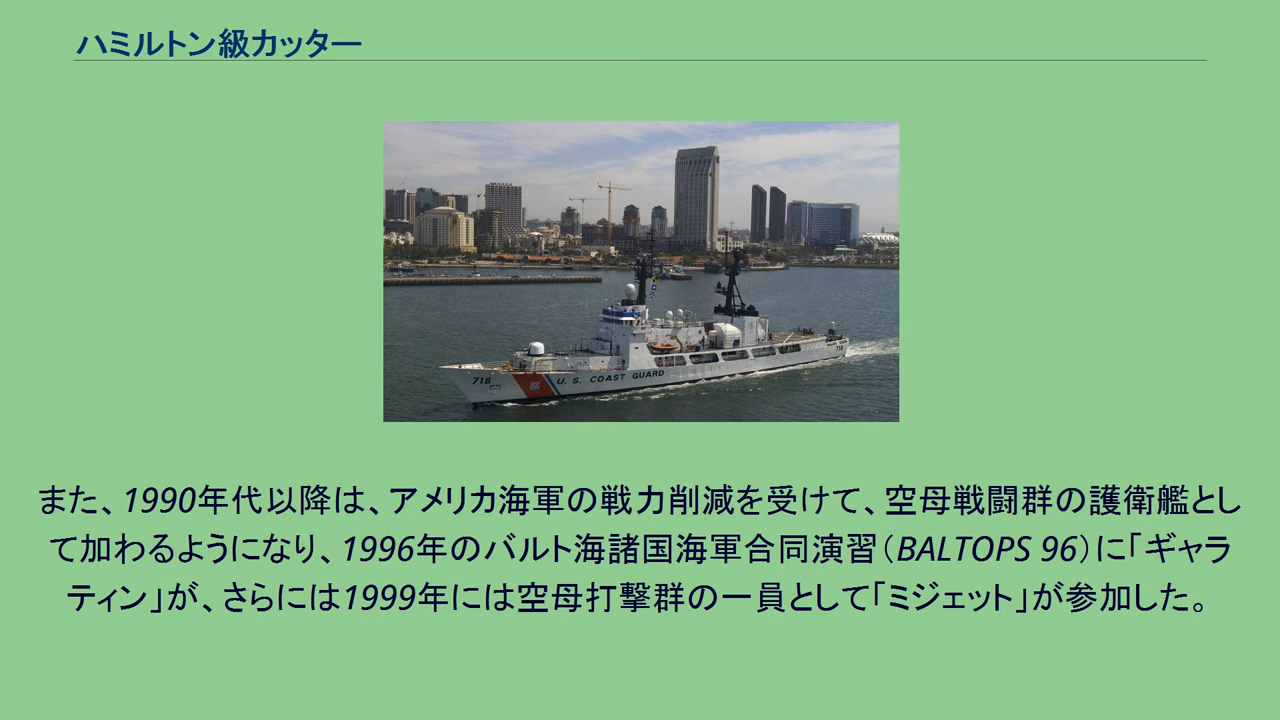 ハミルトン級カッター
718
U. S. COAST GUARD
718
また、1990年代以降は、アメリカ海軍の戦力削減を受けて、空母戦闘群の護衛艦とし
て加わるようになり、1996年のバルト海諸国海軍合同演習（BALTOPS 96）に「ギャラ
ティン」が、さらには1999年には空母打撃群の一員として「ミジェット」が参加した。